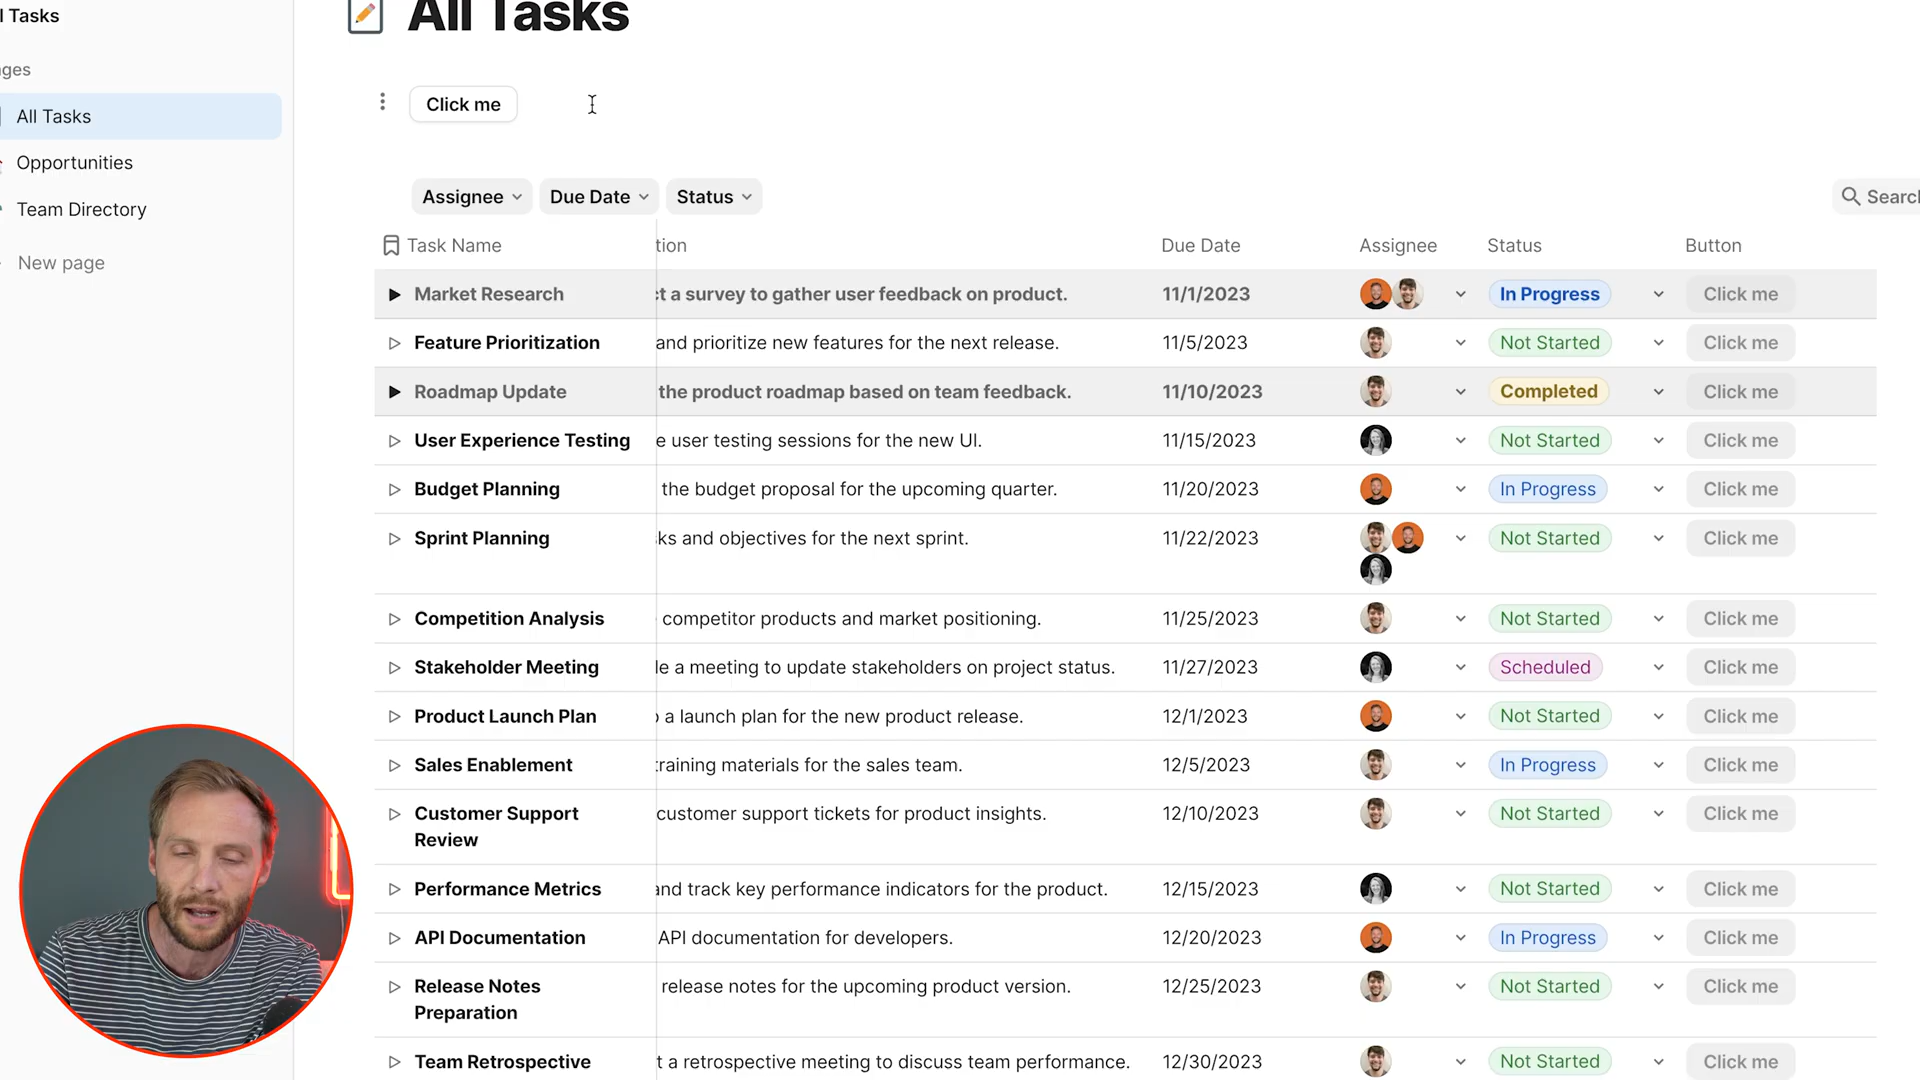 l Tasks
All Tasks
ges
Click me
All Tasks
Opportunities
Team Directory
New page
Assignee Due Date Status Search
Task Name tion Due Date Assignee Status Button
Market Research t a survey to gather user feedback on product. 11/1/2023 In Progress Click me
Feature Prioritization and prioritize new features for the next release. 11/5/2023 Not Started Click me
Roadmap Update the product roadmap based on team feedback. 11/10/2023 Completed Click me
User Experience Testing e user testing sessions for the new UI. 11/15/2023 Not Started Click me
Budget Planning the budget proposal for the upcoming quarter. 11/20/2023 In Progress Click me
Sprint Planning ks and objectives for the next sprint. 11/22/2023 Not Started Click me
Competition Analysis competitor products and market positioning. 11/25/2023 Not Started Click me
Stakeholder Meeting le a meeting to update stakeholders on project status. 11/27/2023 Scheduled Click me
Product Launch Plan a launch plan for the new product release. 12/1/2023 Not Started Click me
Sales Enablement training materials for the sales team. 12/5/2023 In Progress Click me
Customer Support customer support tickets for product insights. 12/10/2023 Not Started Click me
Review
Performance Metrics and track key performance indicators for the product. 12/15/2023 Not Started Click me
API Documentation API documentation for developers. 12/20/2023 In Progress Click me
Release Notes release notes for the upcoming product version. 12/25/2023 Not Started Click me
Preparation
Team Retrospective t a retrospective meeting to discuss team performance. 12/30/2023 Not Started Click me